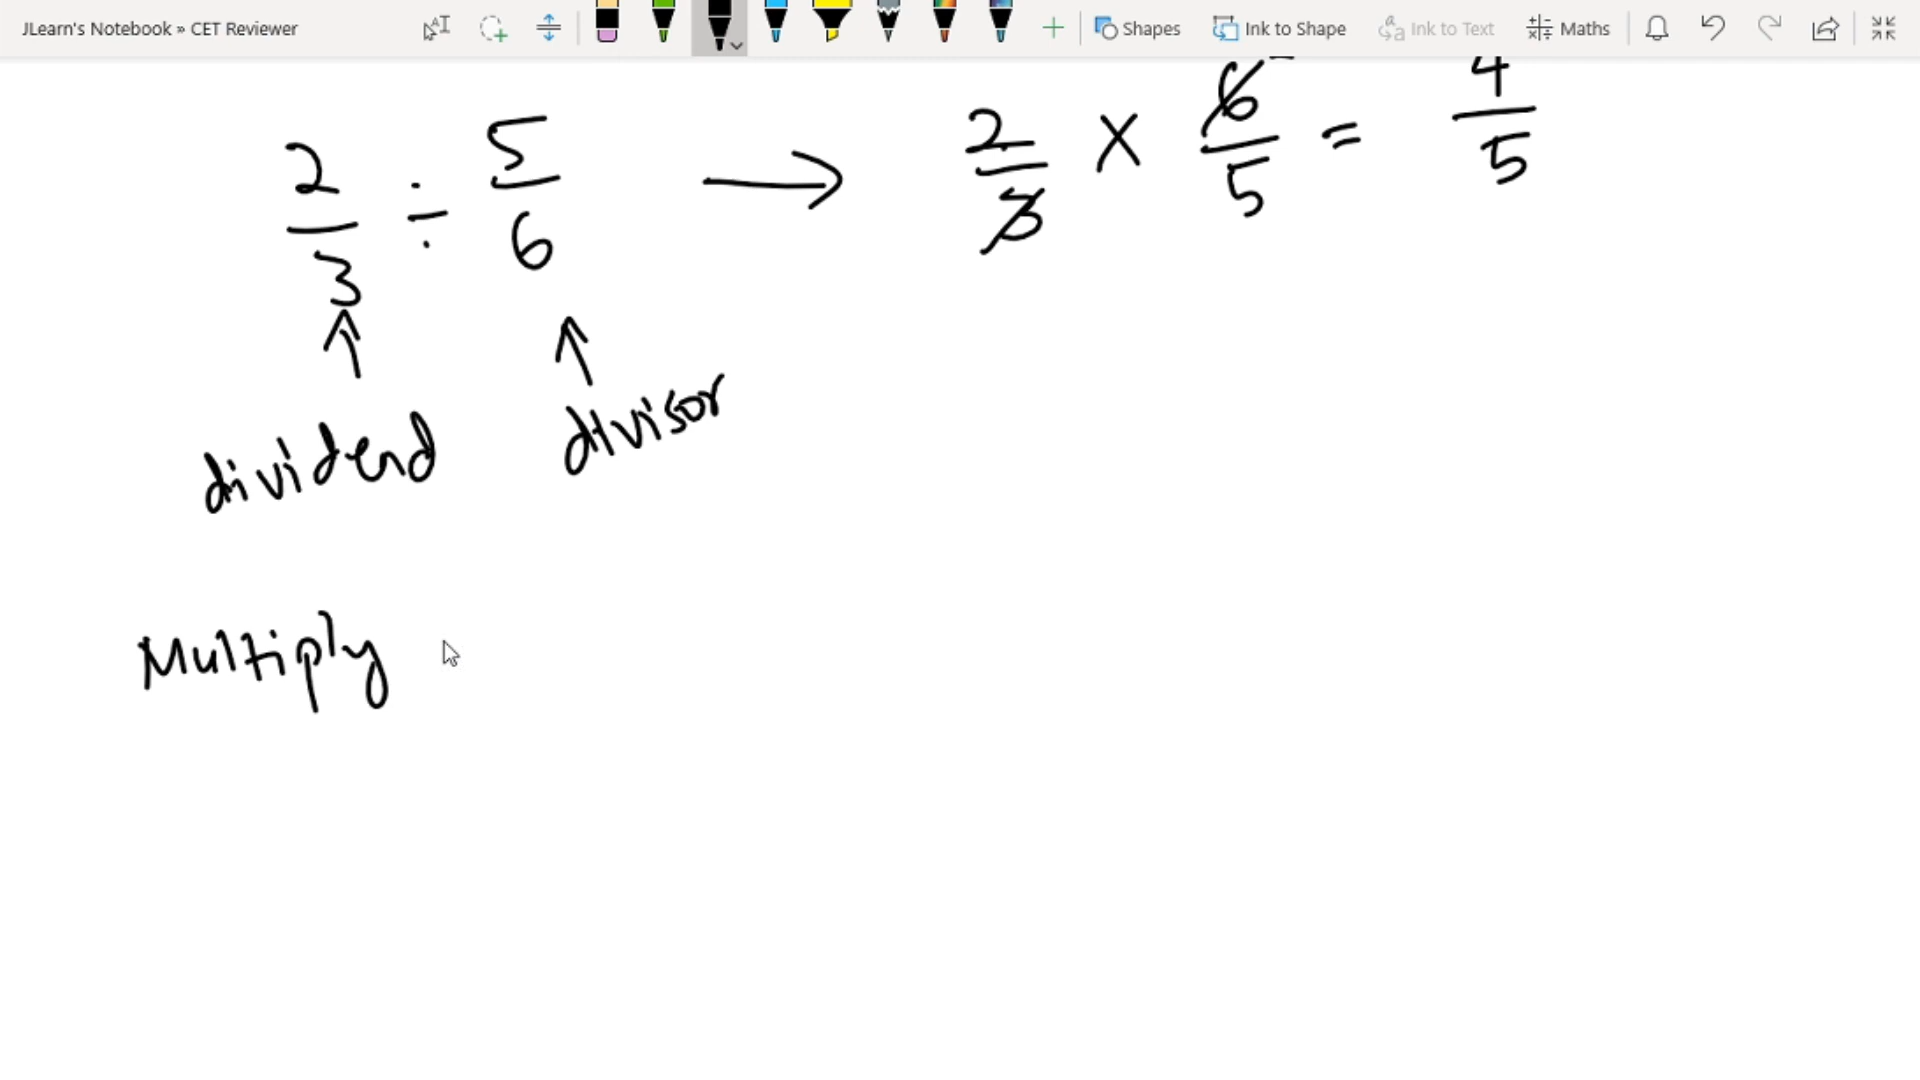 JLearn's Notebook » CET Reviewer Shapes Ink to Shape Ink to Text Maths
2/3 ÷ 5/6 → 2/3 × 6/5 = 4/5
dividend divisor
Multiply